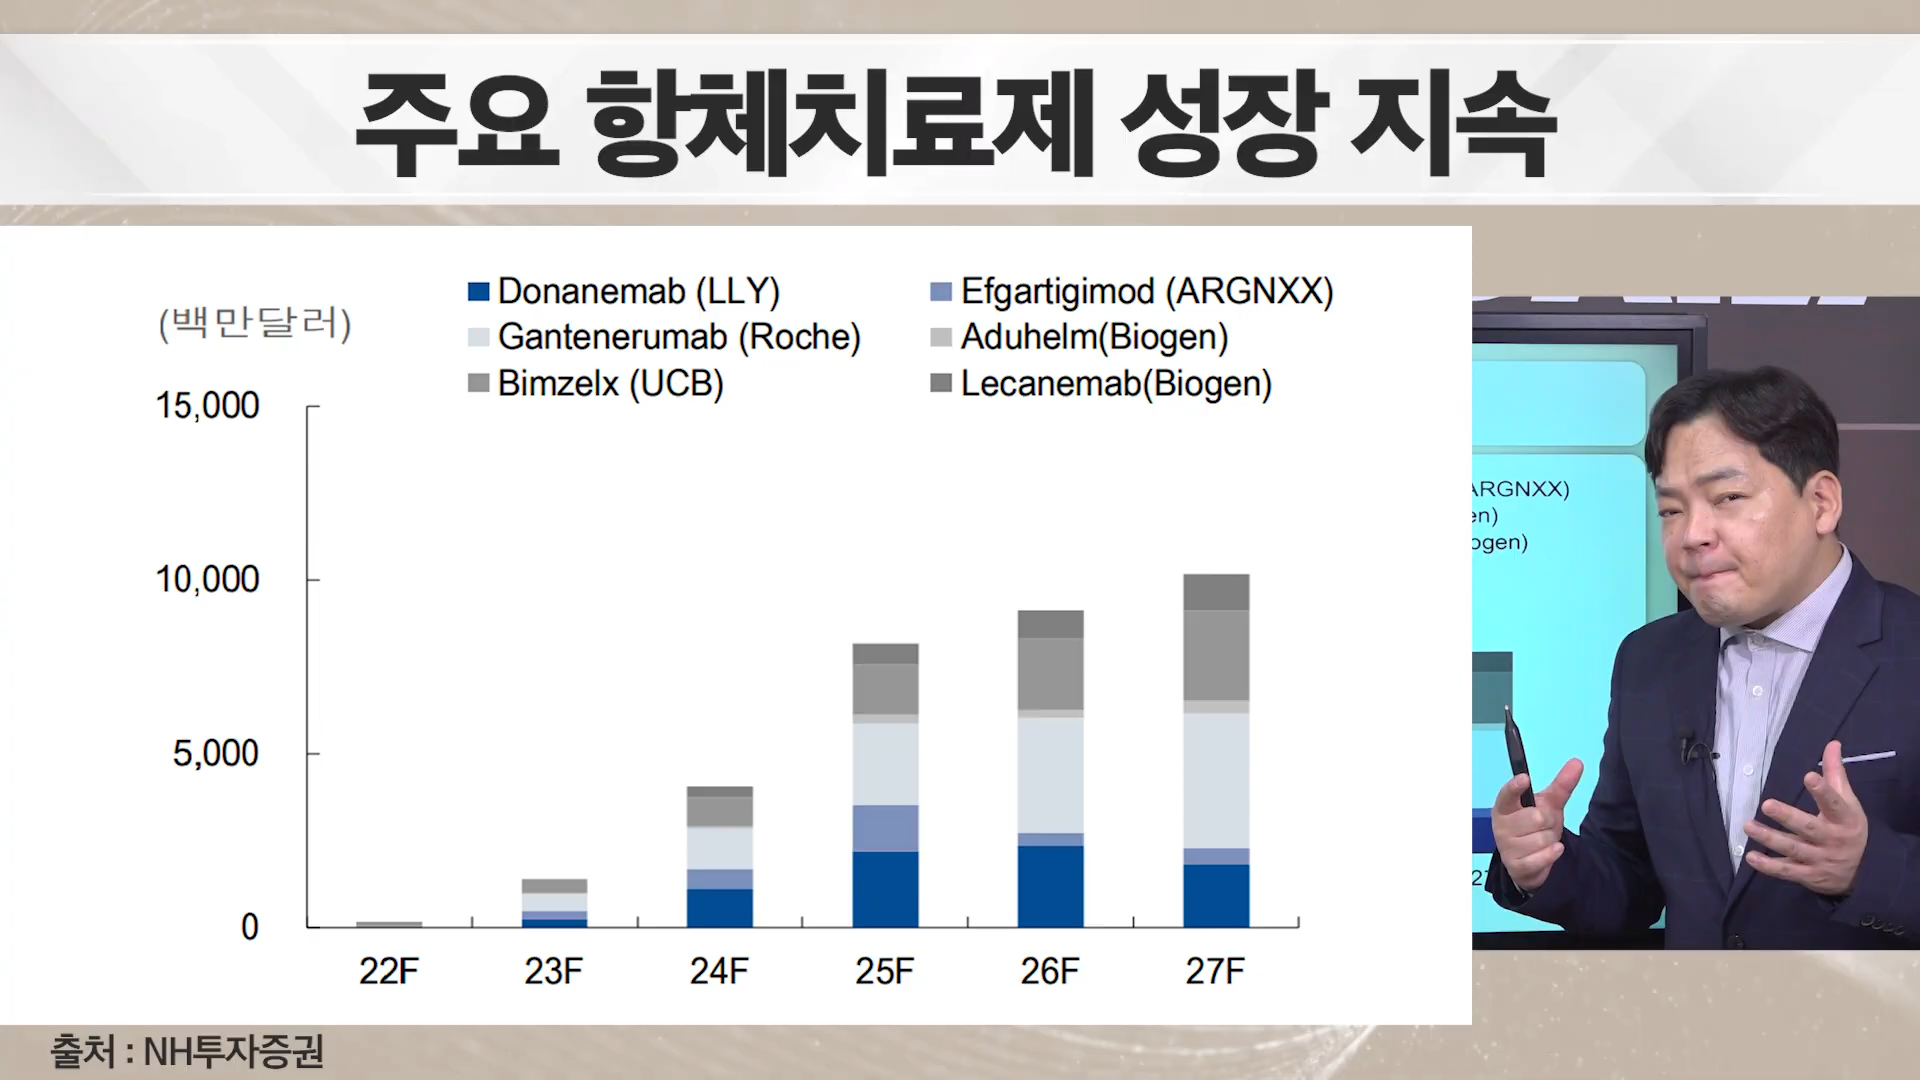 주요 항체치료제 성장 지속
(백만달러)
Donanemab (LLY)
Efgartigimod (ARGNXX)
Gantenerumab (Roche)
Aduhelm(Biogen)
Bimzelx (UCB)
Lecanemab(Biogen)
15,000
10,000
5,000
0
22F 23F 24F 25F 26F 27F
ARGNXX)
en)
ogen)
출처 : NH투자증권